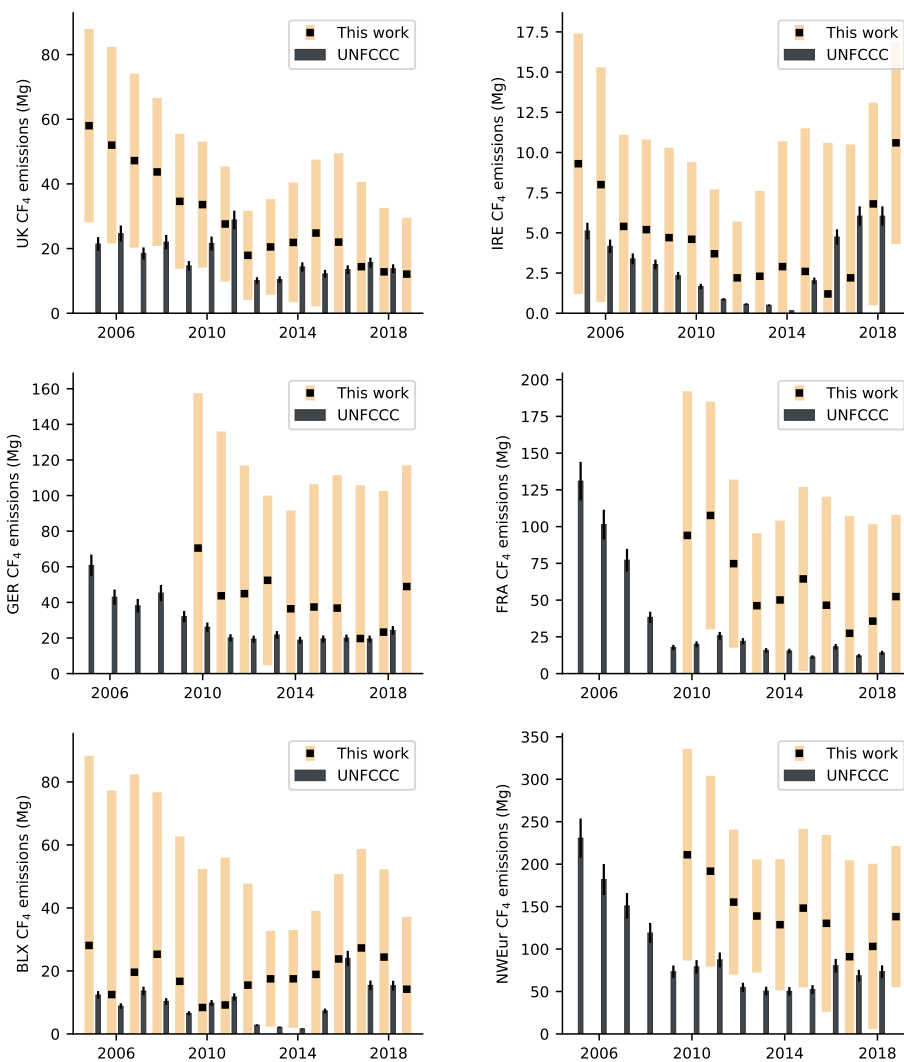 This work
UNFCCC
UK CF₄ emissions (Mg)
80
60
40
20
0
2006 2010 2014 2018
This work
UNFCCC
IRE CF₄ emissions (Mg)
17.5
15.0
12.5
10.0
7.5
5.0
2.5
0.0
2006 2010 2014 2018
This work
UNFCCC
GER CF₄ emissions (Mg)
160
140
120
100
80
60
40
20
0
2006 2010 2014 2018
This work
UNFCCC
FRA CF₄ emissions (Mg)
200
175
150
125
100
75
50
25
0
2006 2010 2014 2018
This work
UNFCCC
BLX CF₄ emissions (Mg)
80
60
40
20
0
2006 2010 2014 2018
This work
UNFCCC
NWEur CF₄ emissions (Mg)
350
300
250
200
150
100
50
0
2006 2010 2014 2018